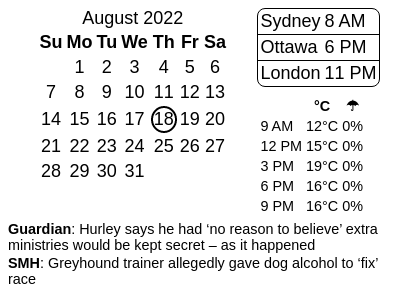 August 2022
Su Mo Tu We Th Fr Sa
1 2 3 4 5 6
7 8 9 10 11 12 13
14 15 16 17 18 19 20
21 22 23 24 25 26 27
28 29 30 31
Sydney 8 AM
Ottawa 6 PM
London 11 PM
°C ☂
9 AM 12°C 0%
12 PM 15°C 0%
3 PM 19°C 0%
6 PM 16°C 0%
9 PM 16°C 0%
Guardian: Hurley says he had ‘no reason to believe’ extra
ministries would be kept secret – as it happened
SMH: Greyhound trainer allegedly gave dog alcohol to ‘fix’
race